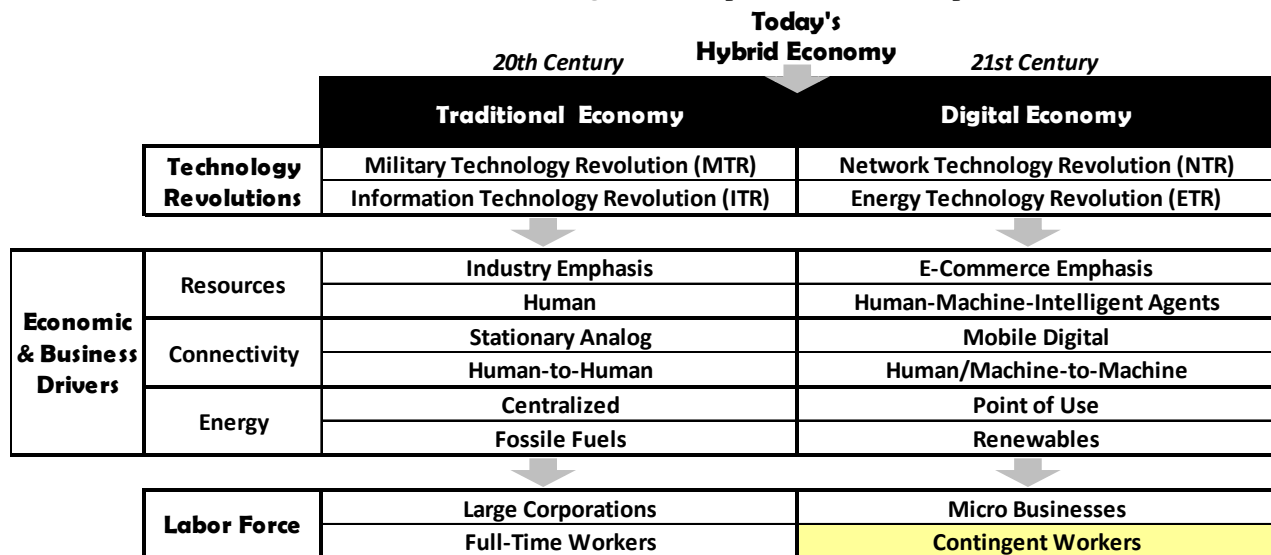 Today's
Hybrid Economy
20th Century
21st Century
Traditional Economy
Digital Economy
Technology
Revolutions
Military Technology Revolution (MTR)
Network Technology Revolution (NTR)
Information Technology Revolution (ITR)
Energy Technology Revolution (ETR)
Economic
& Business
Drivers
Resources
Industry Emphasis
E-Commerce Emphasis
Human
Human-Machine-Intelligent Agents
Connectivity
Stationary Analog
Mobile Digital
Human-to-Human
Human/Machine-to-Machine
Energy
Centralized
Point of Use
Fossile Fuels
Renewables
Labor Force
Large Corporations
Micro Businesses
Full-Time Workers
Contingent Workers